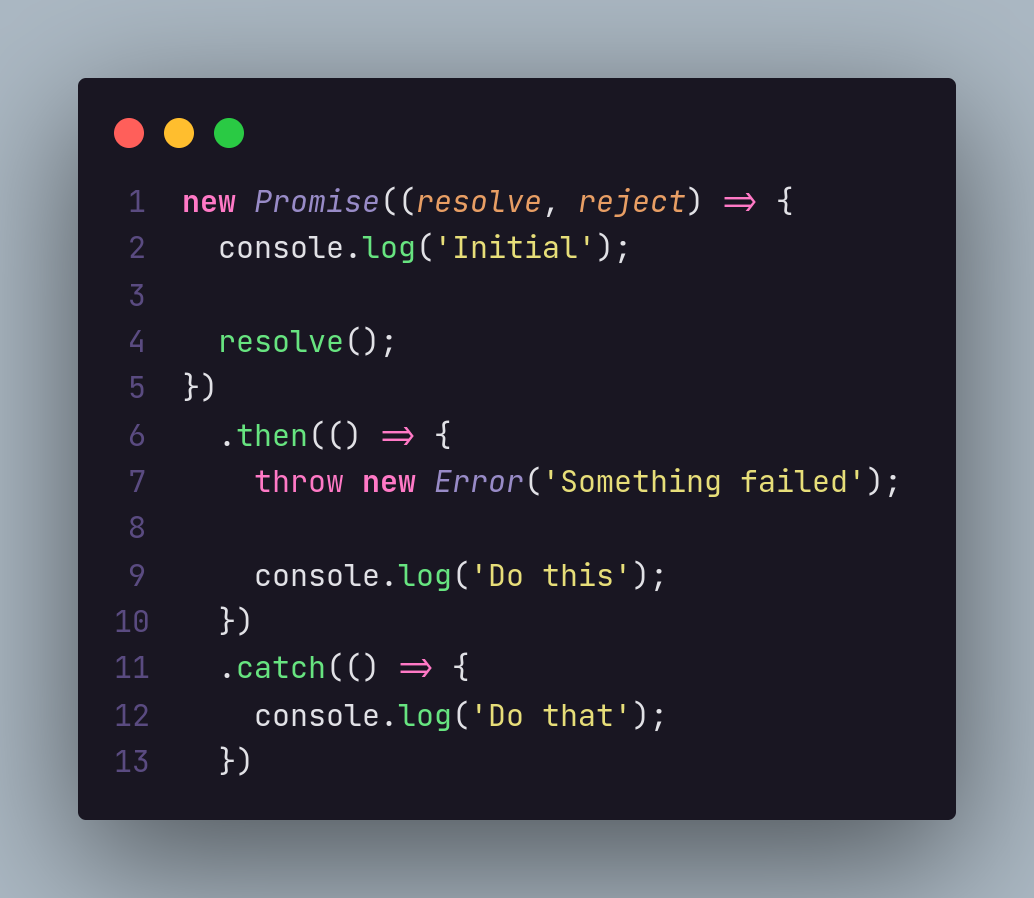 1 new Promise((resolve, reject) => {
2   console.log('Initial');
3
4   resolve();
5 })
6   .then(() => {
7     throw new Error('Something failed');
8
9     console.log('Do this');
10   })
11   .catch(() => {
12     console.log('Do that');
13   })